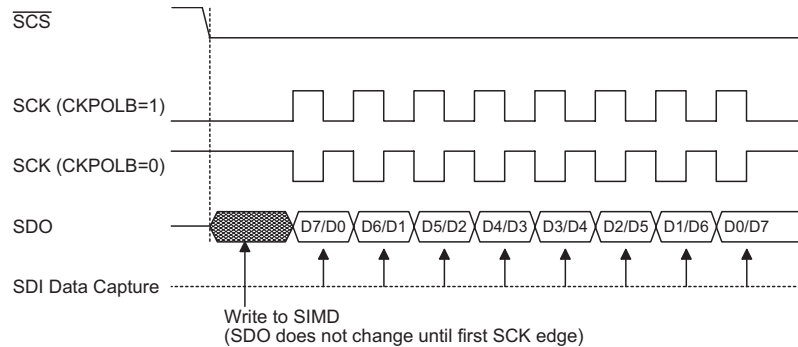 SCS
SCK (CKPOLB=1)
SCK (CKPOLB=0)
SDO
D7/D0 D6/D1 D5/D2 D4/D3 D3/D4 D2/D5 D1/D6 D0/D7
SDI Data Capture
Write to SIMD
(SDO does not change until first SCK edge)